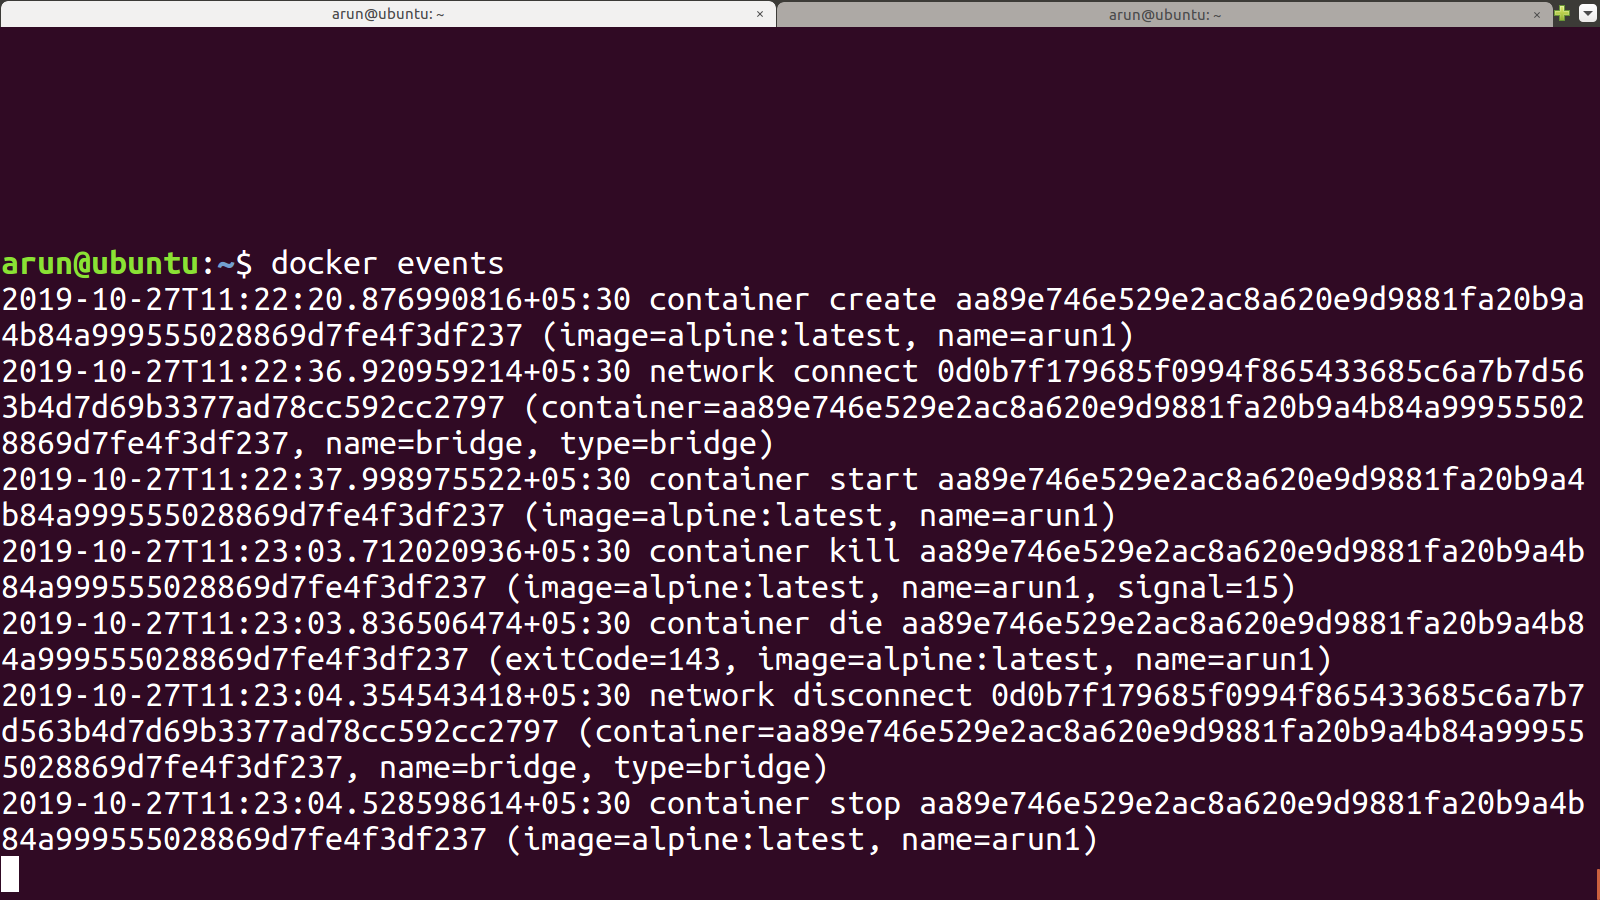 arun@ubuntu: ~
arun@ubuntu: ~
arun@ubuntu:~$ docker events
2019-10-27T11:22:20.876990816+05:30 container create aa89e746e529e2ac8a620e9d9881fa20b9a
4b84a999555028869d7fe4f3df237 (image=alpine:latest, name=arun1)
2019-10-27T11:22:36.920959214+05:30 network connect 0d0b7f179685f0994f865433685c6a7b7d56
3b4d7d69b3377ad78cc592cc2797 (container=aa89e746e529e2ac8a620e9d9881fa20b9a4b84a99955502
8869d7fe4f3df237, name=bridge, type=bridge)
2019-10-27T11:22:37.998975522+05:30 container start aa89e746e529e2ac8a620e9d9881fa20b9a4
b84a999555028869d7fe4f3df237 (image=alpine:latest, name=arun1)
2019-10-27T11:23:03.712020936+05:30 container kill aa89e746e529e2ac8a620e9d9881fa20b9a4b
84a999555028869d7fe4f3df237 (image=alpine:latest, name=arun1, signal=15)
2019-10-27T11:23:03.836506474+05:30 container die aa89e746e529e2ac8a620e9d9881fa20b9a4b8
4a999555028869d7fe4f3df237 (exitCode=143, image=alpine:latest, name=arun1)
2019-10-27T11:23:04.354543418+05:30 network disconnect 0d0b7f179685f0994f865433685c6a7b7
d563b4d7d69b3377ad78cc592cc2797 (container=aa89e746e529e2ac8a620e9d9881fa20b9a4b84a99955
5028869d7fe4f3df237, name=bridge, type=bridge)
2019-10-27T11:23:04.528598614+05:30 container stop aa89e746e529e2ac8a620e9d9881fa20b9a4b
84a999555028869d7fe4f3df237 (image=alpine:latest, name=arun1)